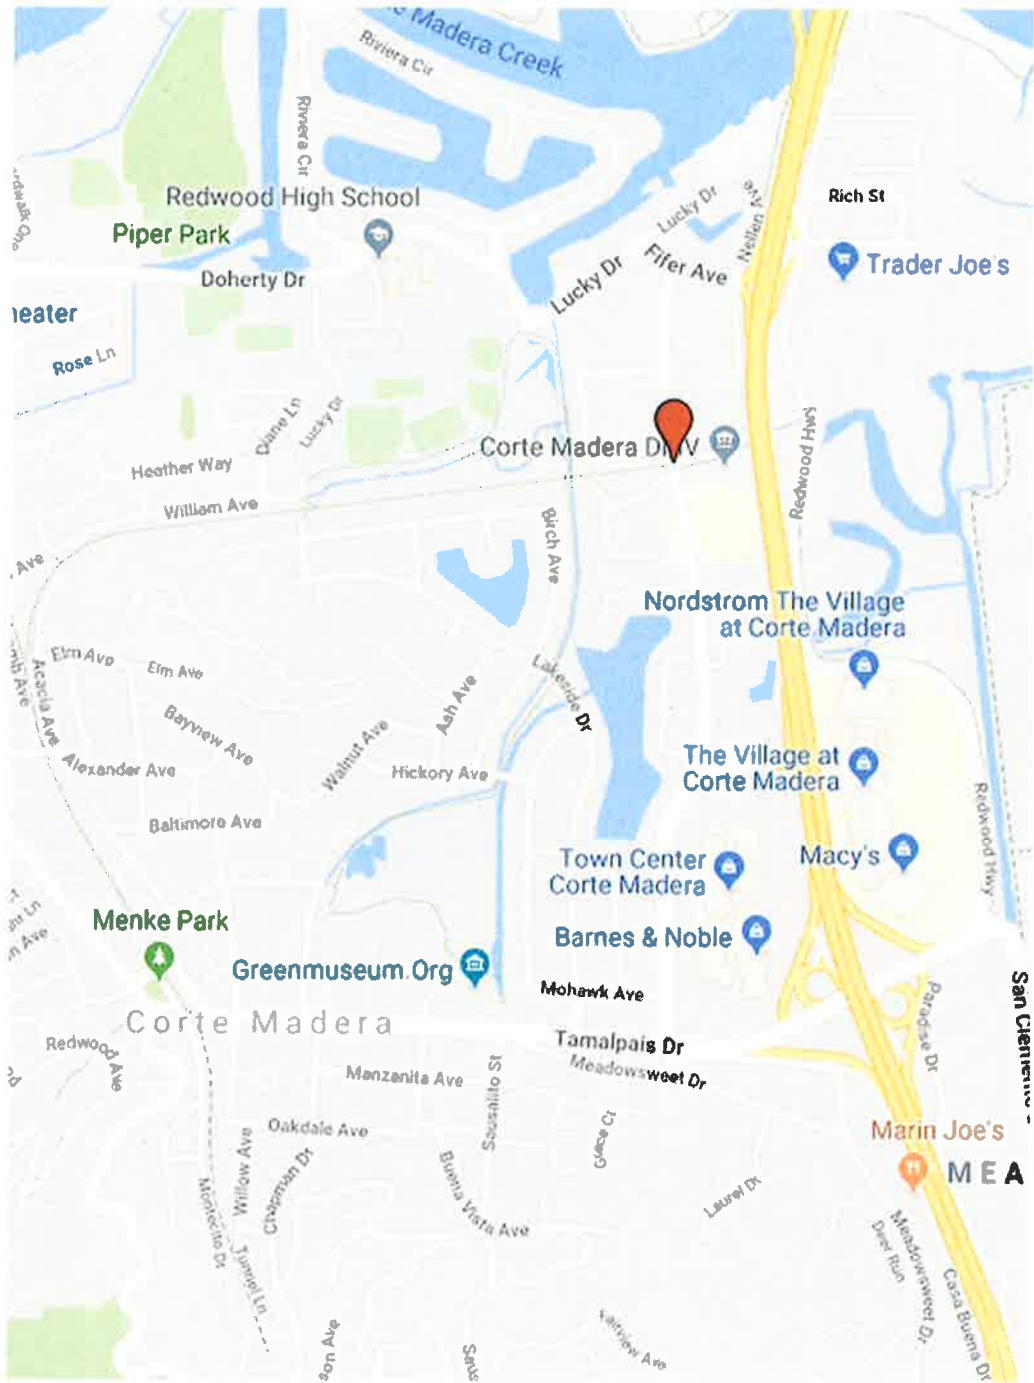 Madera Creek
Riviera Cir
Riviera Cir
Redwood High School
Piper Park
Doherty Dr
Lucky Dr
Nellen Ave
Rich St
Lucky Dr
Fifer Ave
Trader Joe's
eater
Rose Ln
Diane Ln
Lucky Dr
Corte Madera D V
Redwood Hwy
Heather Way
William Ave
Birch Ave
Ave
Nordstrom The Village
at Corte Madera
Elm Ave
Elm Ave
Acacia Ave
Lakeside Dr
Ash Ave
Bayview Ave
Walnut Ave
Alexander Ave
Hickory Ave
The Village at
Corte Madera
Redwood Hwy
Baltimore Ave
Town Center
Corte Madera
Macy's
Menke Park
Barnes & Noble
Greenmuseum.Org
Mohawk Ave
Paradise Dr
Corte Madera
Tamalpais Dr
Meadowsweet Dr
Redwood Ave
Manzanita Ave
Sausalito St
Oakdale Ave
Grace Ct
Marin Joe's
M E A
Willow Ave
Chapman Dr
Buena Vista Ave
Laurel Dr
Montecito Dr
Tunnel Ln
Meadowsweet Dr
Deer Run
Casa Buena Dr
son Ave
Saus
Fairview Ave